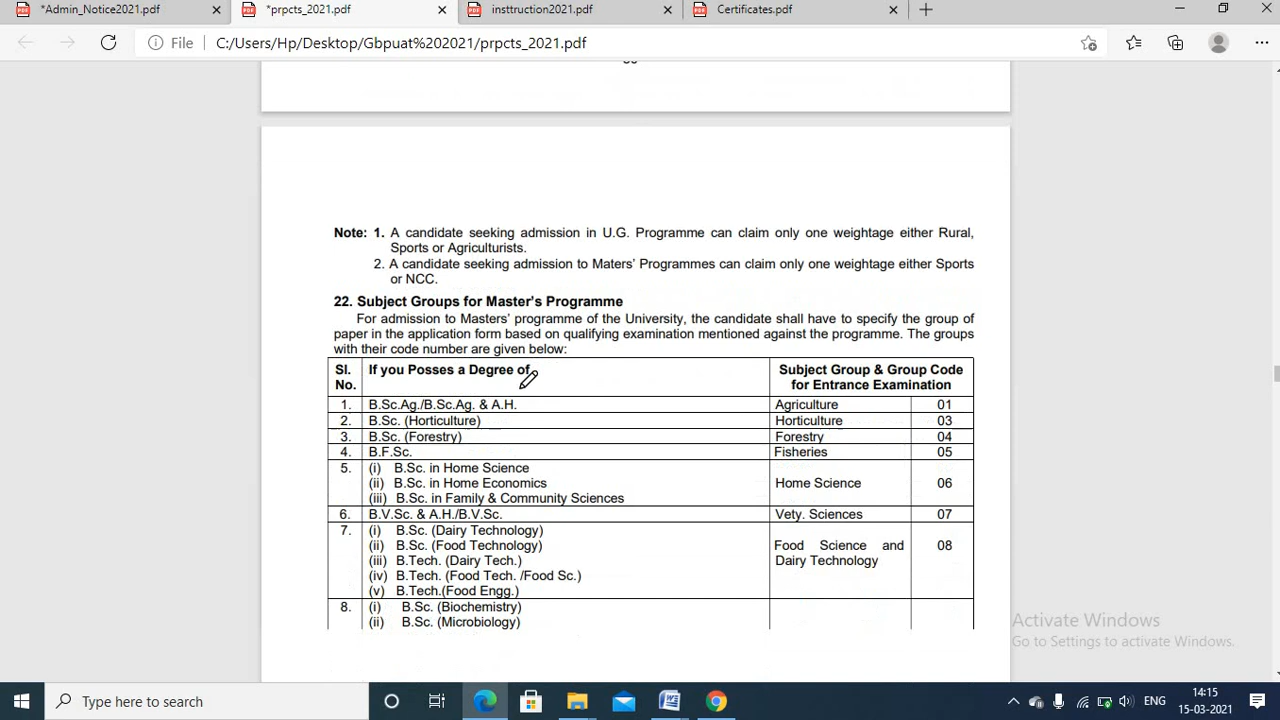 *Admin_Notice2021.pdf
*prpcts_2021.pdf
insttruction2021.pdf
Certificates.pdf
File
C:/Users/Hp/Desktop/Gbpuat%202021/prpcts_2021.pdf
Note: 1. A candidate seeking admission in U.G. Programme can claim only one weightage either Rural,
Sports or Agriculturists.
2. A candidate seeking admission to Maters' Programmes can claim only one weightage either Sports
or NCC.
22. Subject Groups for Master's Programme
For admission to Masters' programme of the University, the candidate shall have to specify the group of
paper in the application form based on qualifying examination mentioned against the programme. The groups
with their code number are given below:
Sl. No. If you Posses a Degree of Subject Group & Group Code for Entrance Examination
1. B.Sc.Ag./B.Sc.Ag. & A.H. Agriculture 01
2. B.Sc. (Horticulture) Horticulture 03
3. B.Sc. (Forestry) Forestry 04
4. B.F.Sc. Fisheries 05
5. (i) B.Sc. in Home Science
(ii) B.Sc. in Home Economics Home Science 06
(iii) B.Sc. in Family & Community Sciences
6. B.V.Sc. & A.H./B.V.Sc. Vety. Sciences 07
7. (i) B.Sc. (Dairy Technology)
(ii) B.Sc. (Food Technology) Food Science and 08
(iii) B.Tech. (Dairy Tech.) Dairy Technology
(iv) B.Tech. (Food Tech. /Food Sc.)
(v) B.Tech.(Food Engg.)
8. (i) B.Sc. (Biochemistry)
(ii) B.Sc. (Microbiology)
Activate Windows
Go to Settings to activate Windows.
Type here to search
ENG
14:15
15-03-2021